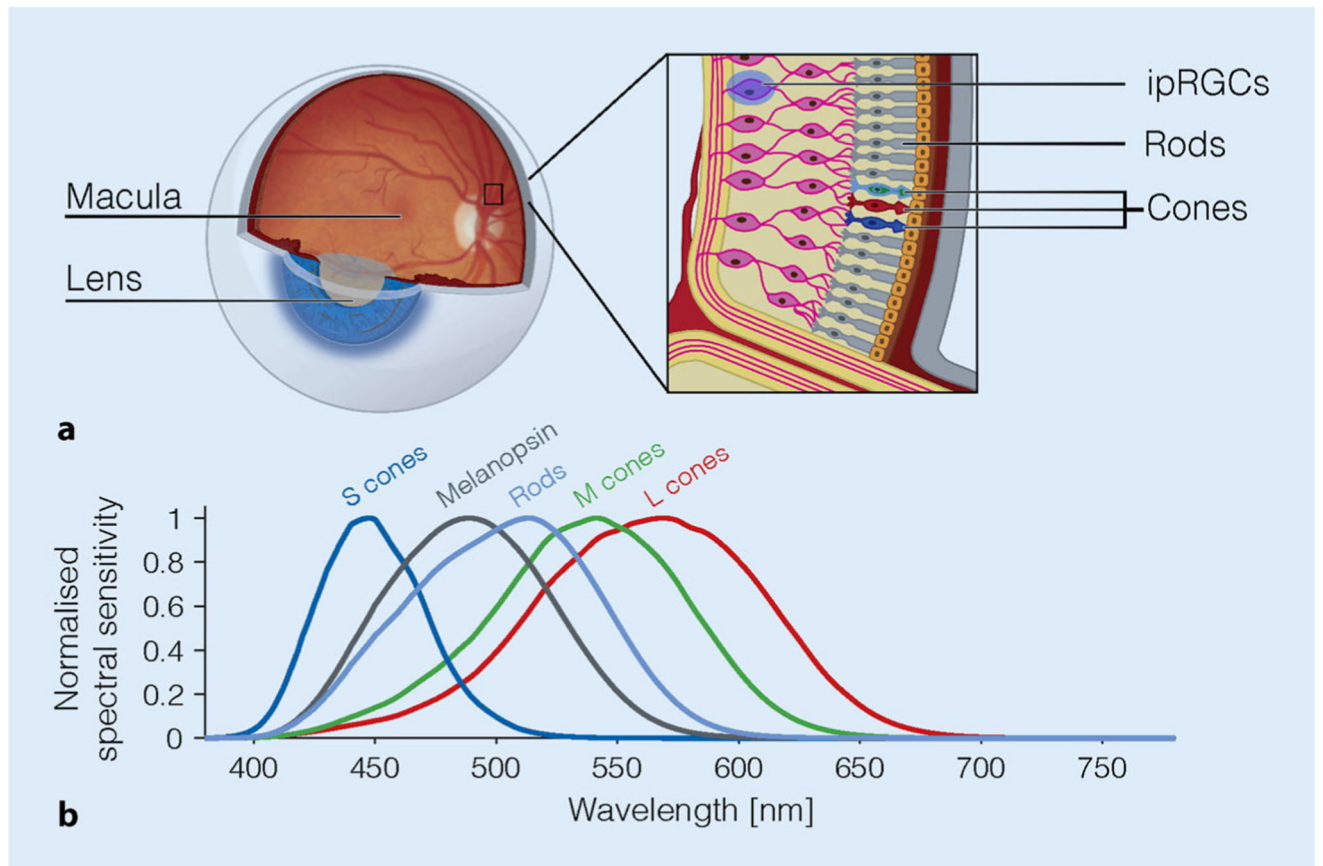 Macula
Lens
ipRGCs
Rods
Cones
a
S cones
Melanopsin
Rods
M cones
L cones
Normalised
spectral sensitivity
1
0.8
0.6
0.4
0.2
0
400 450 500 550 600 650 700 750
Wavelength [nm]
b